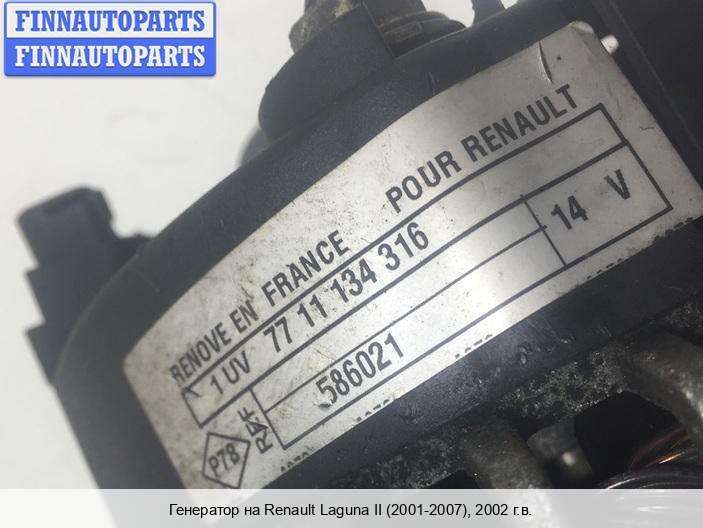 FINNAUTOPARTS
FINNAUTOPARTS
RENOVE EN FRANCE POUR RENAULT
1 UV 77 11 134 316 14 V
P78 REF 586021
Генератор на Renault Laguna II (2001-2007), 2002 г.в.